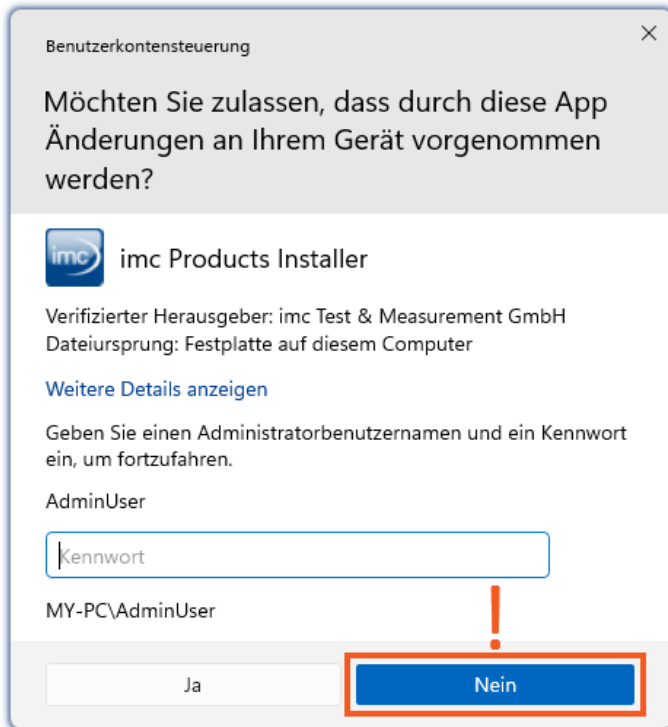 Benutzerkontensteuerung
Möchten Sie zulassen, dass durch diese App
Änderungen an Ihrem Gerät vorgenommen
werden?
imc
imc Products Installer
Verifizierter Herausgeber: imc Test & Measurement GmbH
Dateiursprung: Festplatte auf diesem Computer
Weitere Details anzeigen
Geben Sie einen Administratorbenutzernamen und ein Kennwort
ein, um fortzufahren.
AdminUser
Kennwort
MY-PC\AdminUser
!
Ja
Nein